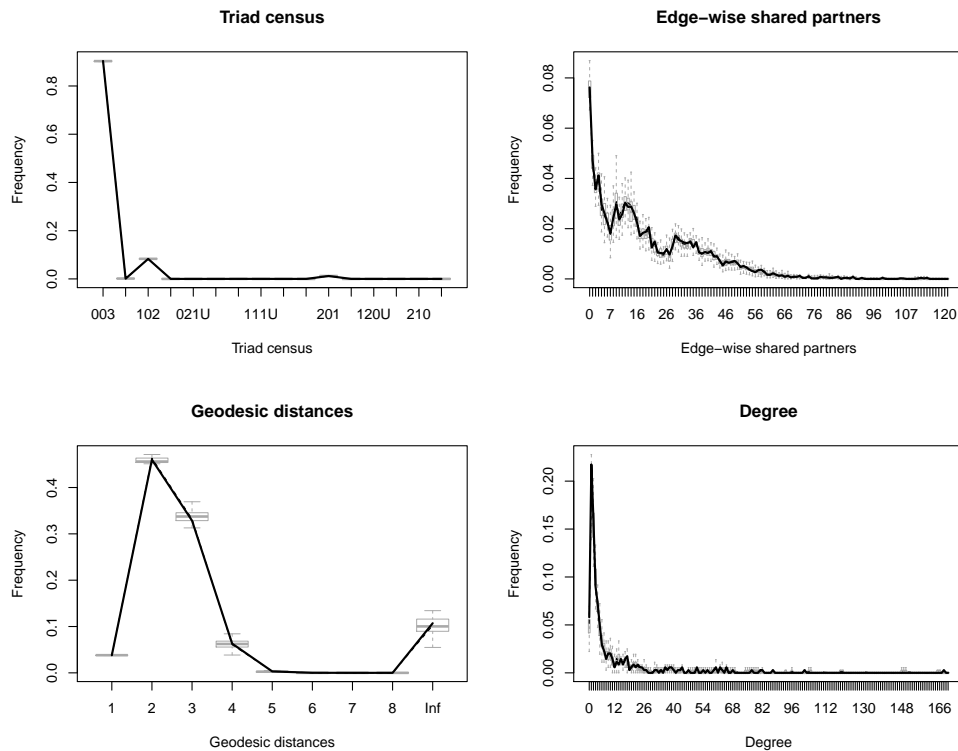 Triad census
Frequency
0.0 0.2 0.4 0.6 0.8
003 102 021U 111U 201 120U 210
Triad census
Edge−wise shared partners
Frequency
0.00 0.02 0.04 0.06 0.08
0 7 16 26 36 46 56 66 76 86 96 107 120
Edge−wise shared partners
Geodesic distances
Frequency
0.0 0.1 0.2 0.3 0.4
1 2 3 4 5 6 7 8 Inf
Geodesic distances
Degree
Frequency
0.00 0.05 0.10 0.15 0.20
0 12 26 40 54 68 82 96 112 130 148 166
Degree